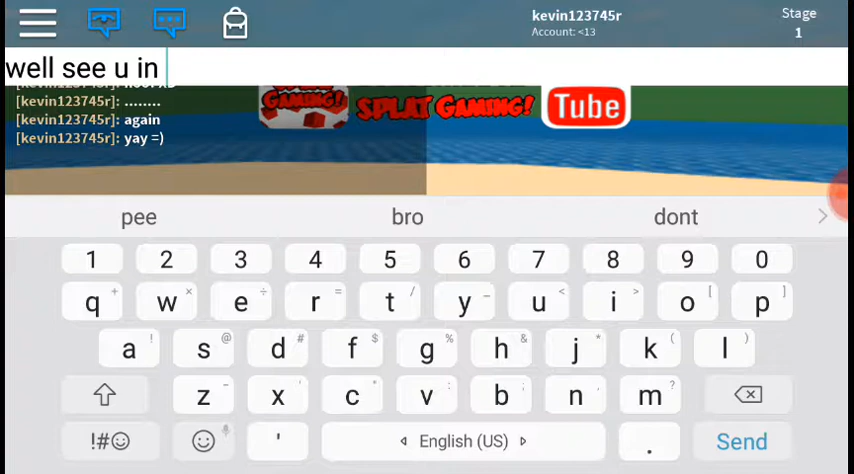 kevin123745r
Account: <13
Stage
1
well see u in
[kevin123745r]: ........
[kevin123745r]: again
[kevin123745r]: yay =)
GAMING!
SPLAT GAMING!
Tube
pee bro dont
1 2 3 4 5 6 7 8 9 0
q + w × e ÷ r = t / y _ u < i > o [ p ]
a ! s @ d # f $ g % h & j * k ( l )
z - x ' c " v : b ; n , m ?
!#☺ ' English (US) . Send